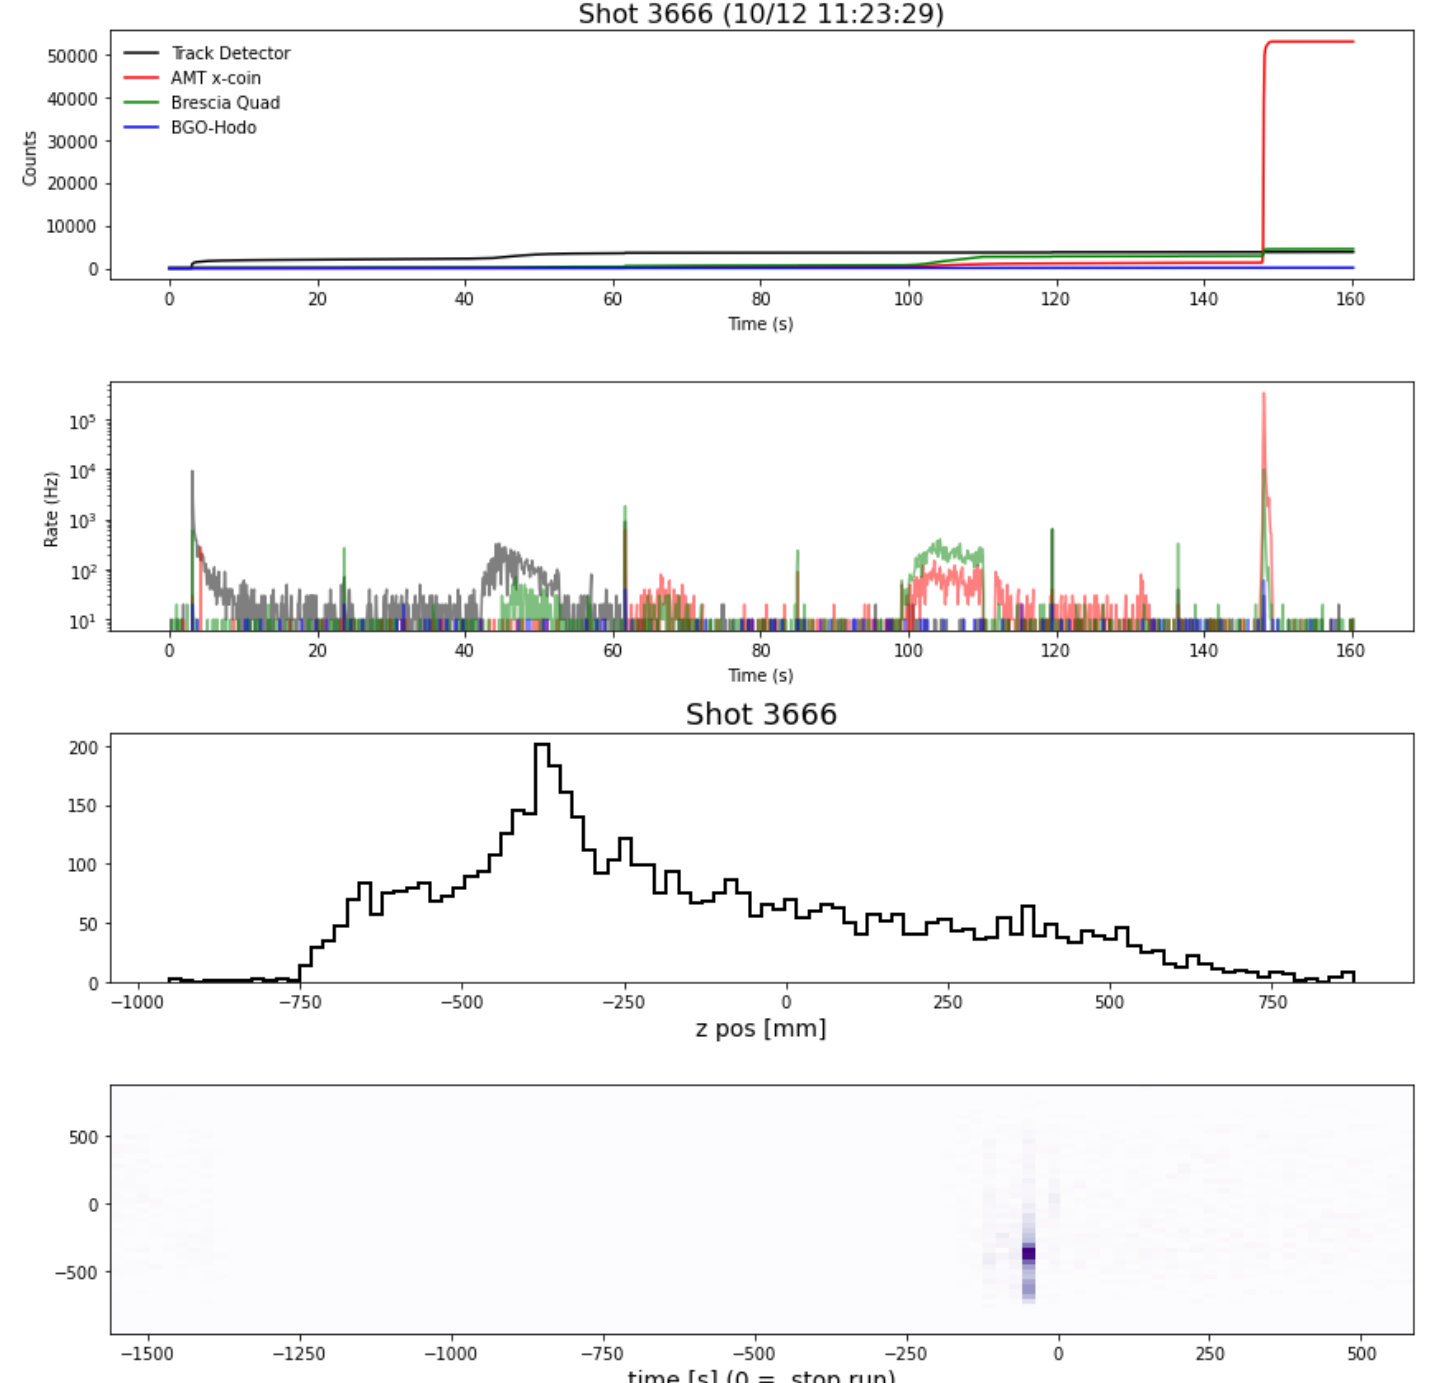 Shot 3666 (10/12 11:23:29)
Counts
50000
40000
30000
20000
10000
0
Track Detector
AMT x-coin
Brescia Quad
BGO-Hodo
0 20 40 60 80 100 120 140 160
Time (s)
Rate (Hz)
10⁵
10⁴
10³
10²
10¹
0 20 40 60 80 100 120 140 160
Time (s)
Shot 3666
200
150
100
50
0
−1000 −750 −500 −250 0 250 500 750
z pos [mm]
500
0
−500
−1500 −1250 −1000 −750 −500 −250 0 250 500
time [s] (0 = stop run)